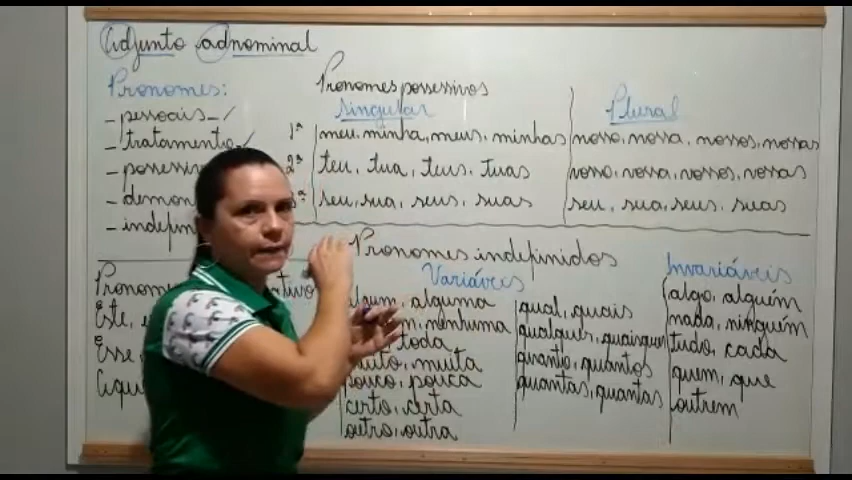 Adjunto adnominal
Pronomes:
- pessoais - /
- tratamento /
Pronomes possessivos
Singular
Plural
1ª meu, minha, meus, minhas
nosso, nossa, nossos, nossas
2ª teu, tua, teus, tuas
vosso, vossa, vossos, vossas
seu, sua, seus, suas
seu, sua, seus, suas
Pronomes indefinidos
Variáveis
Invariáveis
alguma
nenhuma
toda
muita
pouco, pouca
certo, certa
outro, outra
qual, quais
qualquer, quaisquer
quanto, quantos
quantas, quantas
algo, alguém
nada, ninguém
tudo, cada
quem, que
outrem
Este,
Esse